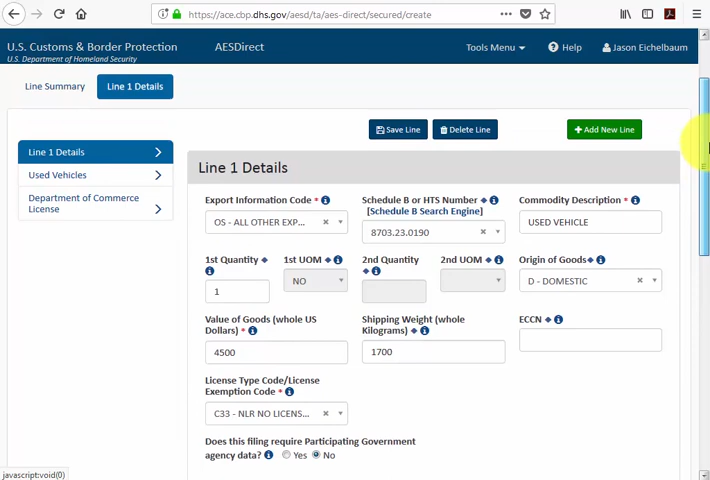 https://ace.cbp.dhs.gov/aesd/ta/aes-direct/secured/create
U.S. Customs & Border Protection
U.S. Department of Homeland Security
AESDirect
Tools Menu
Help
Jason Eichelbaum
Line Summary
Line 1 Details
Save Line
Delete Line
Add New Line
Line 1 Details
Used Vehicles
Department of Commerce
License
Line 1 Details
Export Information Code *
Schedule B or HTS Number
[Schedule B Search Engine]
Commodity Description *
OS - ALL OTHER EXP...
8703.23.0190
USED VEHICLE
1st Quantity
1st UOM
2nd Quantity
2nd UOM
Origin of Goods
1
NO
D - DOMESTIC
Value of Goods (whole US
Dollars) *
Shipping Weight (whole
Kilograms)
ECCN
4500
1700
License Type Code/License
Exemption Code *
C33 - NLR NO LICENS...
Does this filing require Participating Government
agency data?
Yes
No
javascript:void(0)